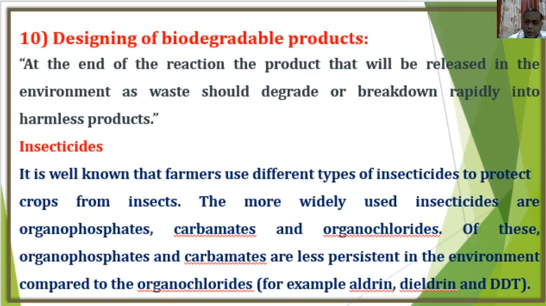 10) Designing of biodegradable products:
“At the end of the reaction the product that will be released in the
environment as waste should degrade or breakdown rapidly into
harmless products.”
Insecticides
It is well known that farmers use different types of insecticides to protect
crops from insects. The more widely used insecticides are
organophosphates, carbamates and organochlorides. Of these,
organophosphates and carbamates are less persistent in the environment
compared to the organochlorides (for example aldrin, dieldrin and DDT).